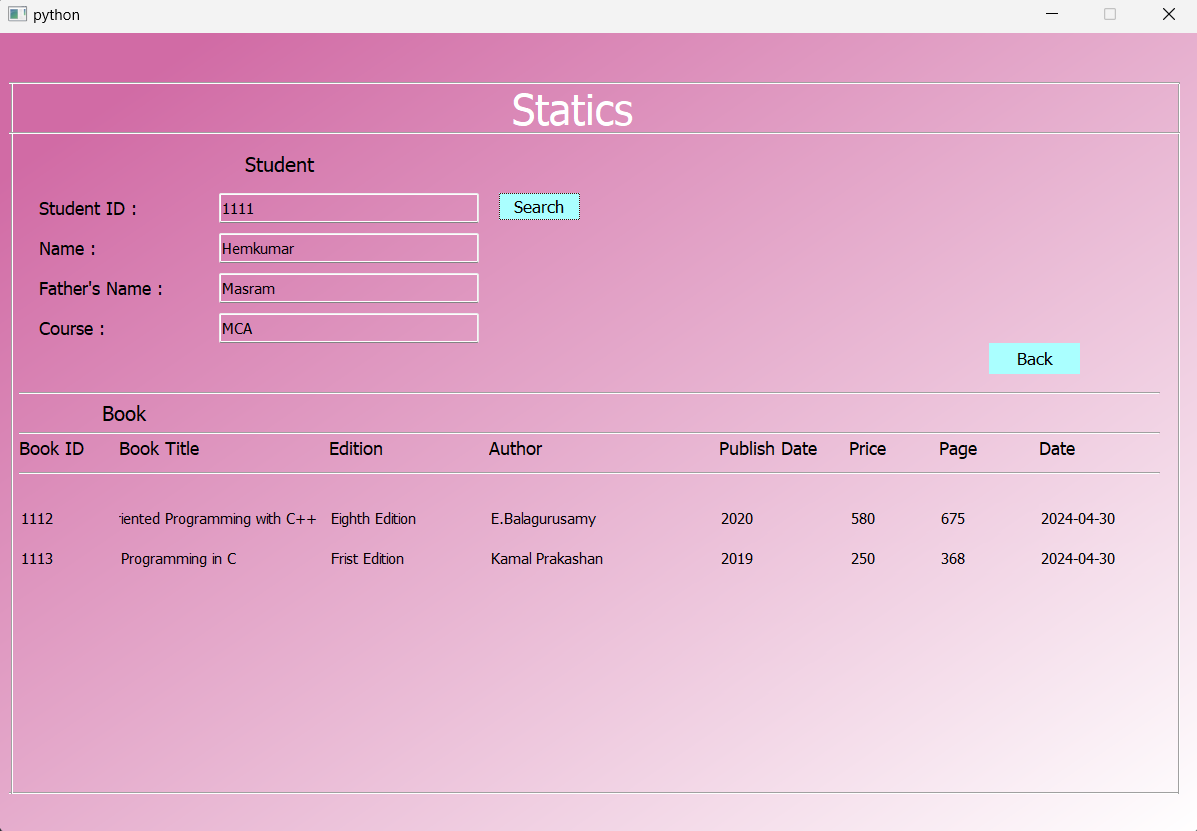 python
Statics
Student
Student ID : 1111 Search
Name : Hemkumar
Father's Name : Masram
Course : MCA
Back
Book
Book ID Book Title Edition Author Publish Date Price Page Date
1112 riented Programming with C++ Eighth Edition E.Balagurusamy 2020 580 675 2024-04-30
1113 Programming in C Frist Edition Kamal Prakashan 2019 250 368 2024-04-30